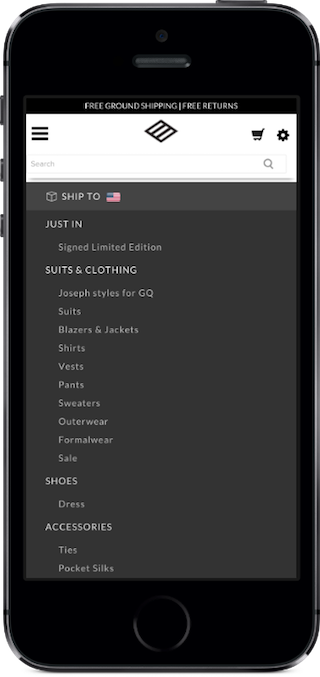 FREE GROUND SHIPPING | FREE RETURNS
Search
SHIP TO
JUST IN
Signed Limited Edition
SUITS & CLOTHING
Joseph styles for GQ
Suits
Blazers & Jackets
Shirts
Vests
Pants
Sweaters
Outerwear
Formalwear
Sale
SHOES
Dress
ACCESSORIES
Ties
Pocket Silks